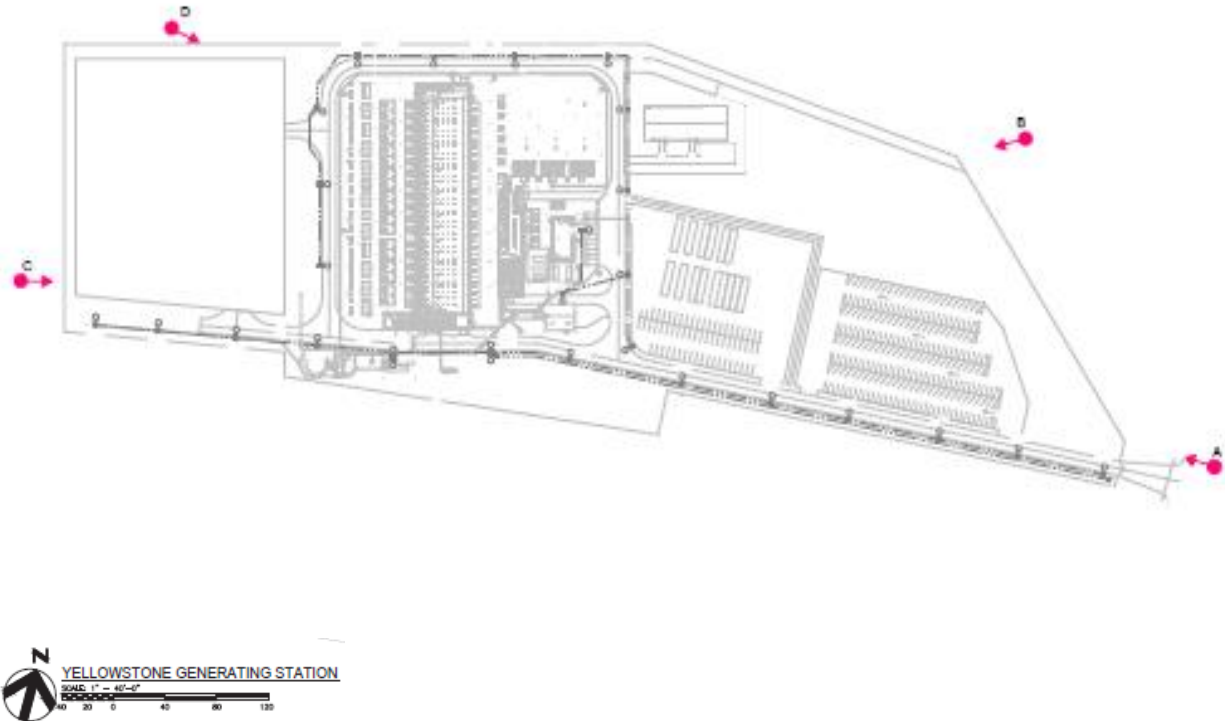 D
B
C
A
N
YELLOWSTONE GENERATING STATION
SCALE: 1" = 40'-0"
40 20 0 40 80 120